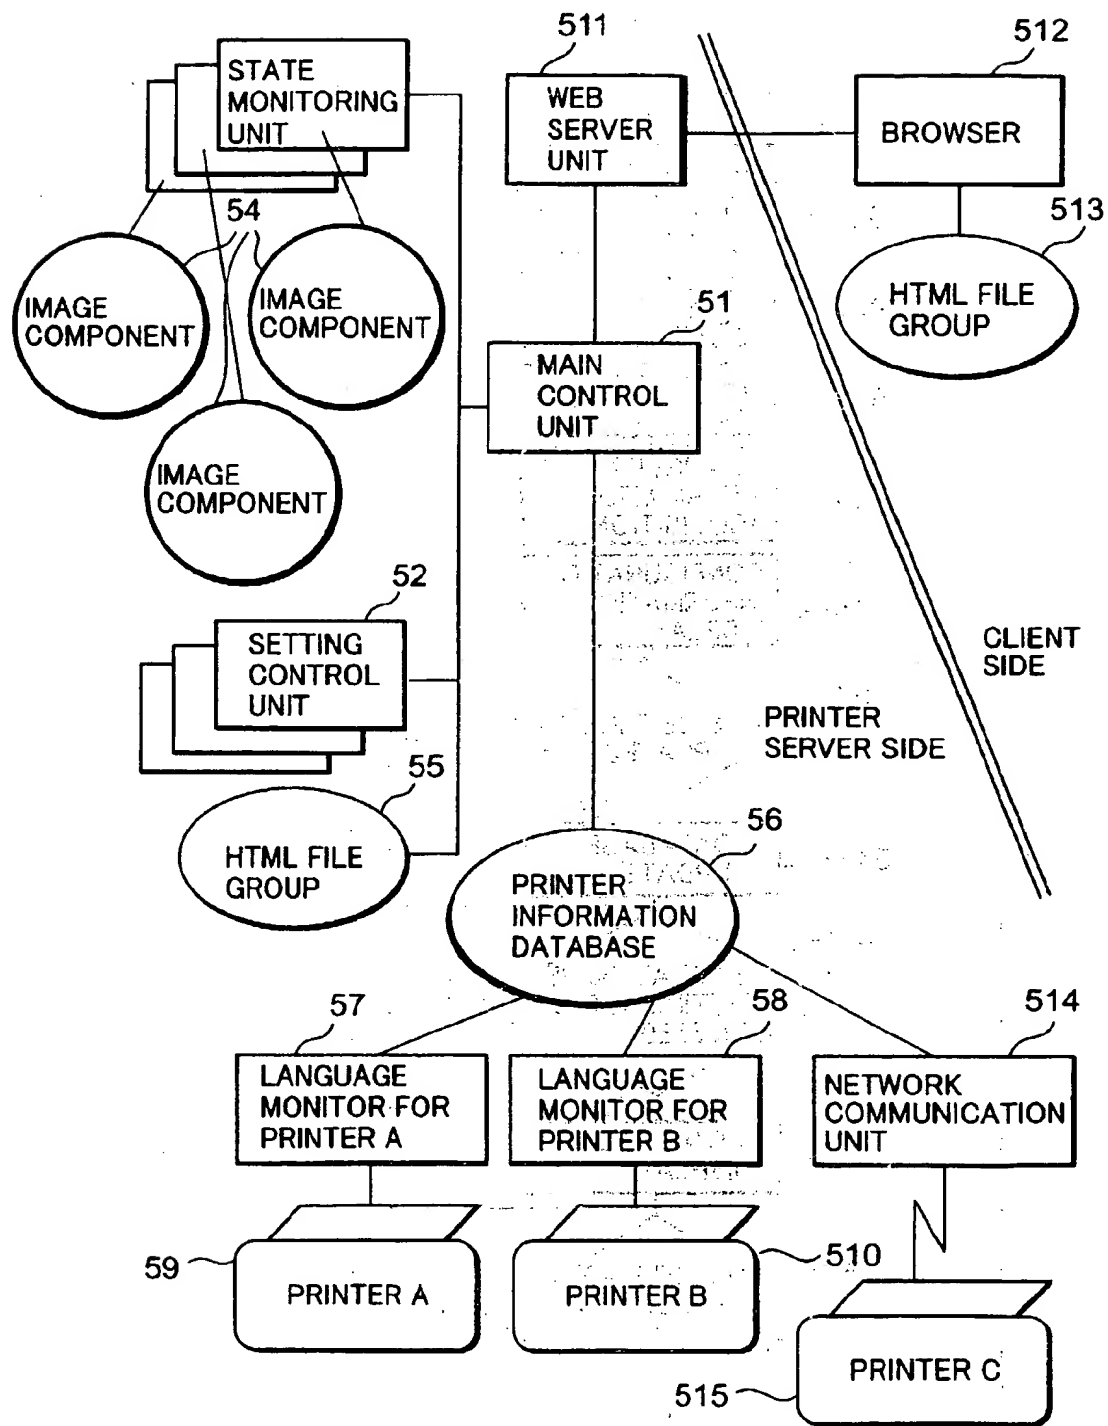 511
512
STATE
MONITORING
UNIT
WEB
SERVER
UNIT
BROWSER
54
513
IMAGE
COMPONENT
IMAGE
COMPONENT
HTML FILE
GROUP
51
MAIN
CONTROL
UNIT
IMAGE
COMPONENT
52
SETTING
CONTROL
UNIT
CLIENT
SIDE
PRINTER
SERVER SIDE
55
HTML FILE
GROUP
56
PRINTER
INFORMATION
DATABASE
57
58
514
LANGUAGE
MONITOR FOR
PRINTER A
LANGUAGE
MONITOR FOR
PRINTER B
NETWORK
COMMUNICATION
UNIT
59
PRINTER A
510
PRINTER B
515
PRINTER C